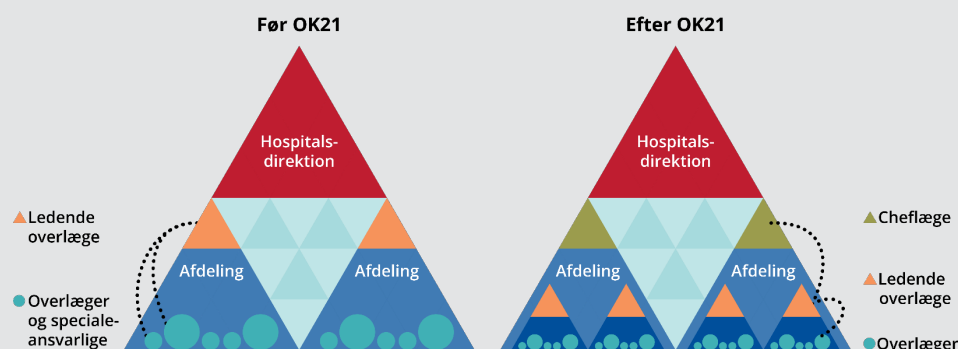 Før OK21
Efter OK21
Hospitals-
direktion
Hospitals-
direktion
Ledende
overlæge
Afdeling
Afdeling
Overlæger
og speciale-
ansvarlige
Afdeling
Afdeling
Cheflæge
Ledende
overlæge
Overlæger